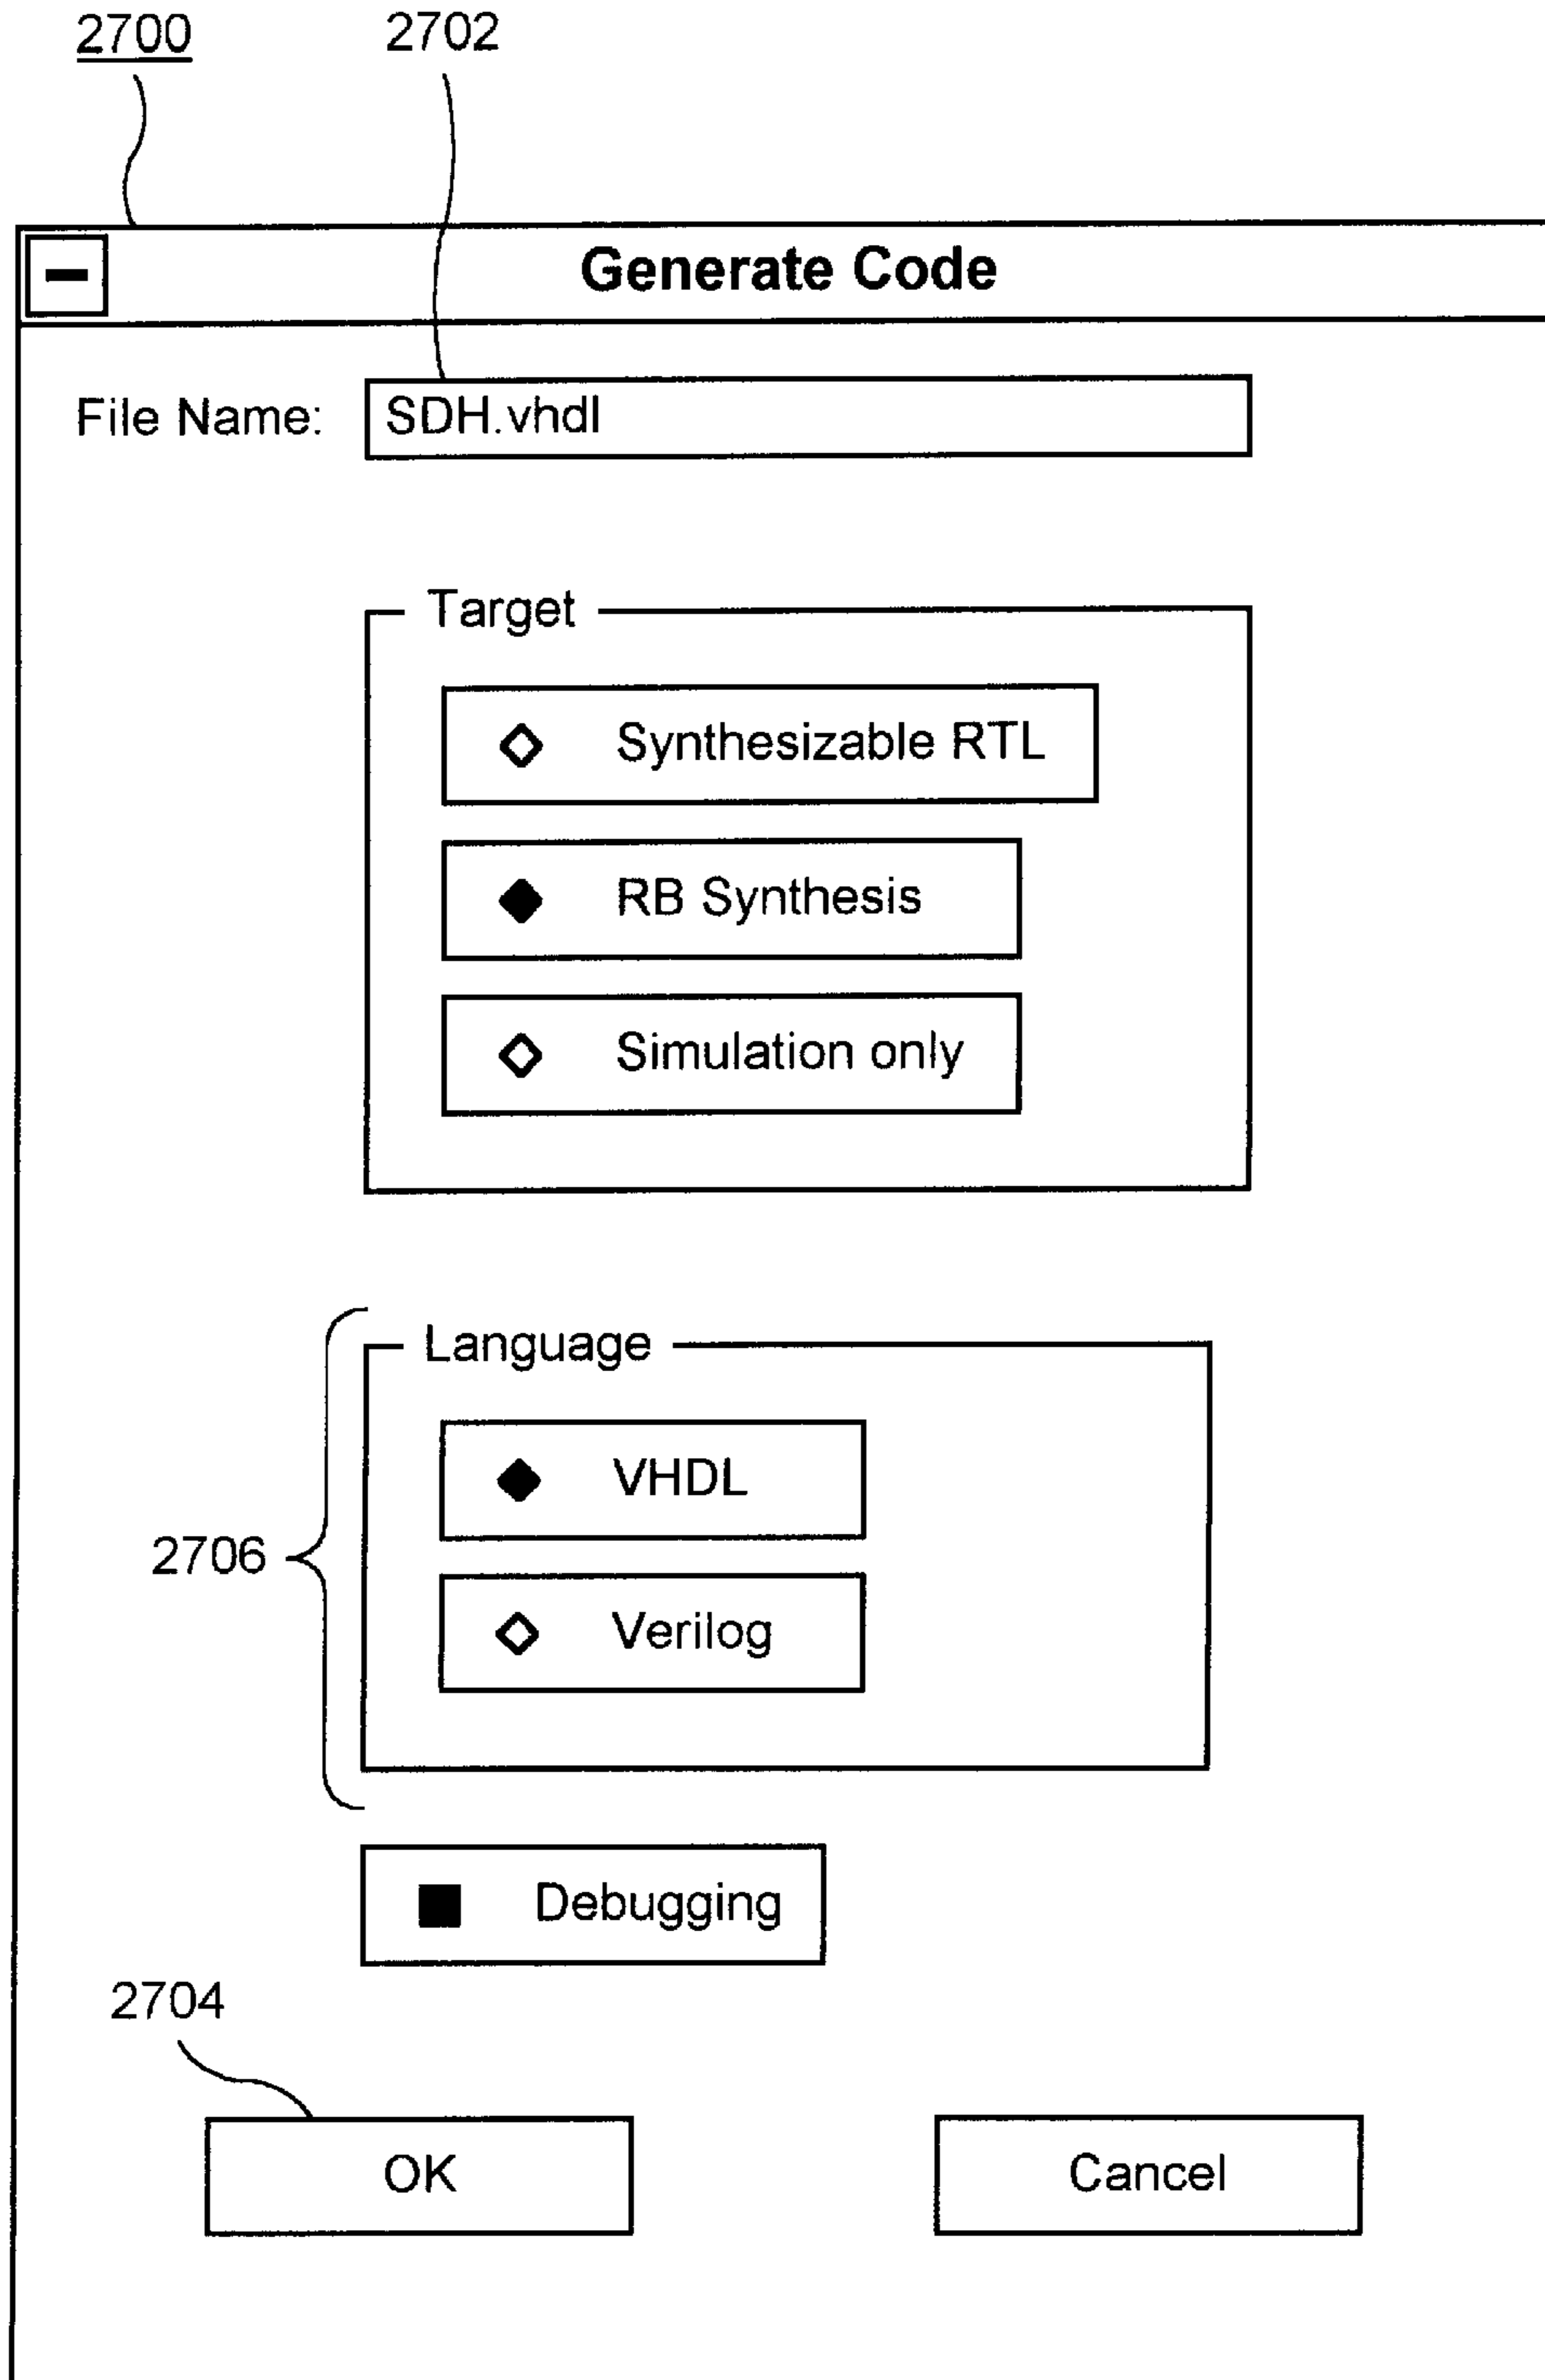 2700 2702
Generate Code
File Name: SDH.vhdl
Target
Synthesizable RTL
RB Synthesis
Simulation only
Language
VHDL
2706
Verilog
Debugging
2704
OK Cancel